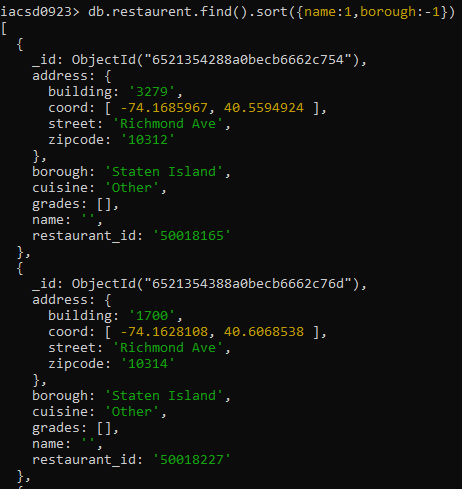 iacsd0923> db.restaurent.find().sort({name:1,borough:-1})
[
  {
    _id: ObjectId("6521354288a0becb6662c754"),
    address: {
      building: '3279',
      coord: [ -74.1685967, 40.5594924 ],
      street: 'Richmond Ave',
      zipcode: '10312'
    },
    borough: 'Staten Island',
    cuisine: 'Other',
    grades: [],
    name: '',
    restaurant_id: '50018165'
  },
  {
    _id: ObjectId("6521354388a0becb6662c76d"),
    address: {
      building: '1700',
      coord: [ -74.1628108, 40.6068538 ],
      street: 'Richmond Ave',
      zipcode: '10314'
    },
    borough: 'Staten Island',
    cuisine: 'Other',
    grades: [],
    name: '',
    restaurant_id: '50018227'
  },